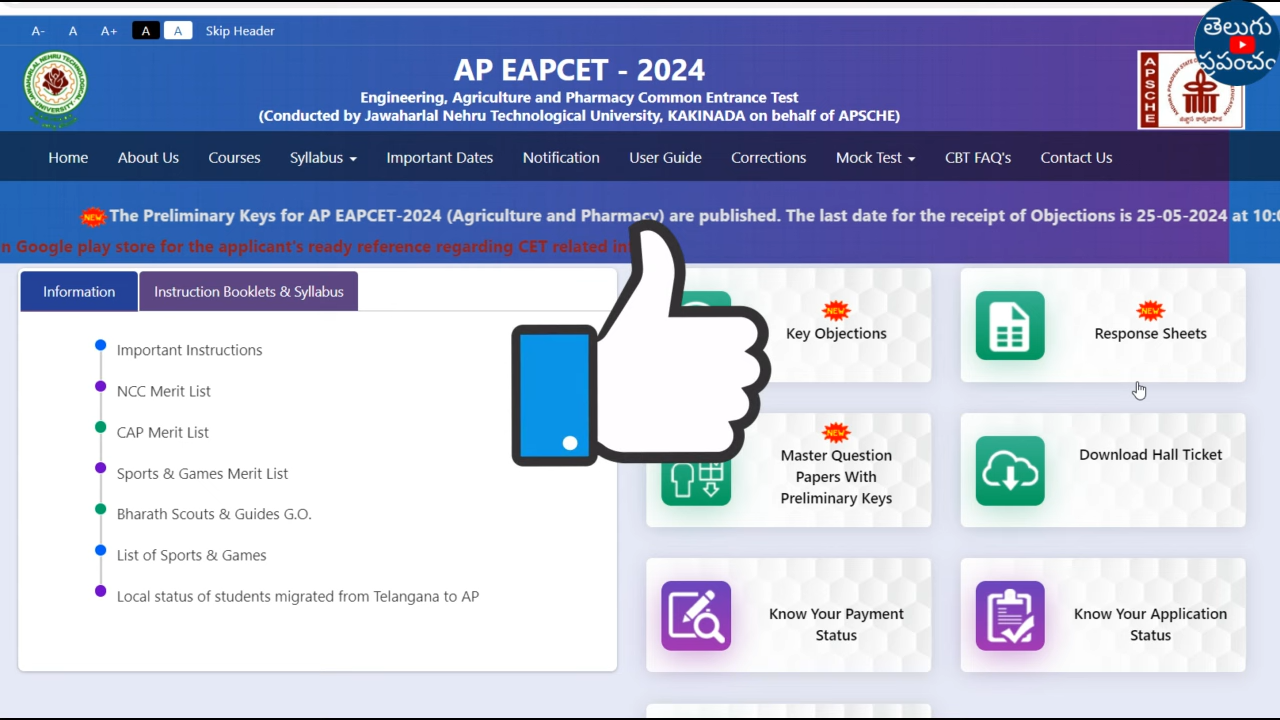 A- A A+ A A Skip Header
తెలుగు
ప్రపంచం
AP EAPCET - 2024
Engineering, Agriculture and Pharmacy Common Entrance Test
(Conducted by Jawaharlal Nehru Technological University, KAKINADA on behalf of APSCHE)
APSCHE
Home About Us Courses Syllabus Important Dates Notification User Guide Corrections Mock Test CBT FAQ's Contact Us
NEW The Preliminary Keys for AP EAPCET-2024 (Agriculture and Pharmacy) are published. The last date for the receipt of Objections is 25-05-2024 at 10:0
n Google play store for the applicant's ready reference regarding CET related in
Information
Instruction Booklets & Syllabus
Important Instructions
NCC Merit List
CAP Merit List
Sports & Games Merit List
Bharath Scouts & Guides G.O.
List of Sports & Games
Local status of students migrated from Telangana to AP
NEW
Key Objections
NEW
Response Sheets
NEW
Master Question
Papers With
Preliminary Keys
Download Hall Ticket
Know Your Payment
Status
Know Your Application
Status